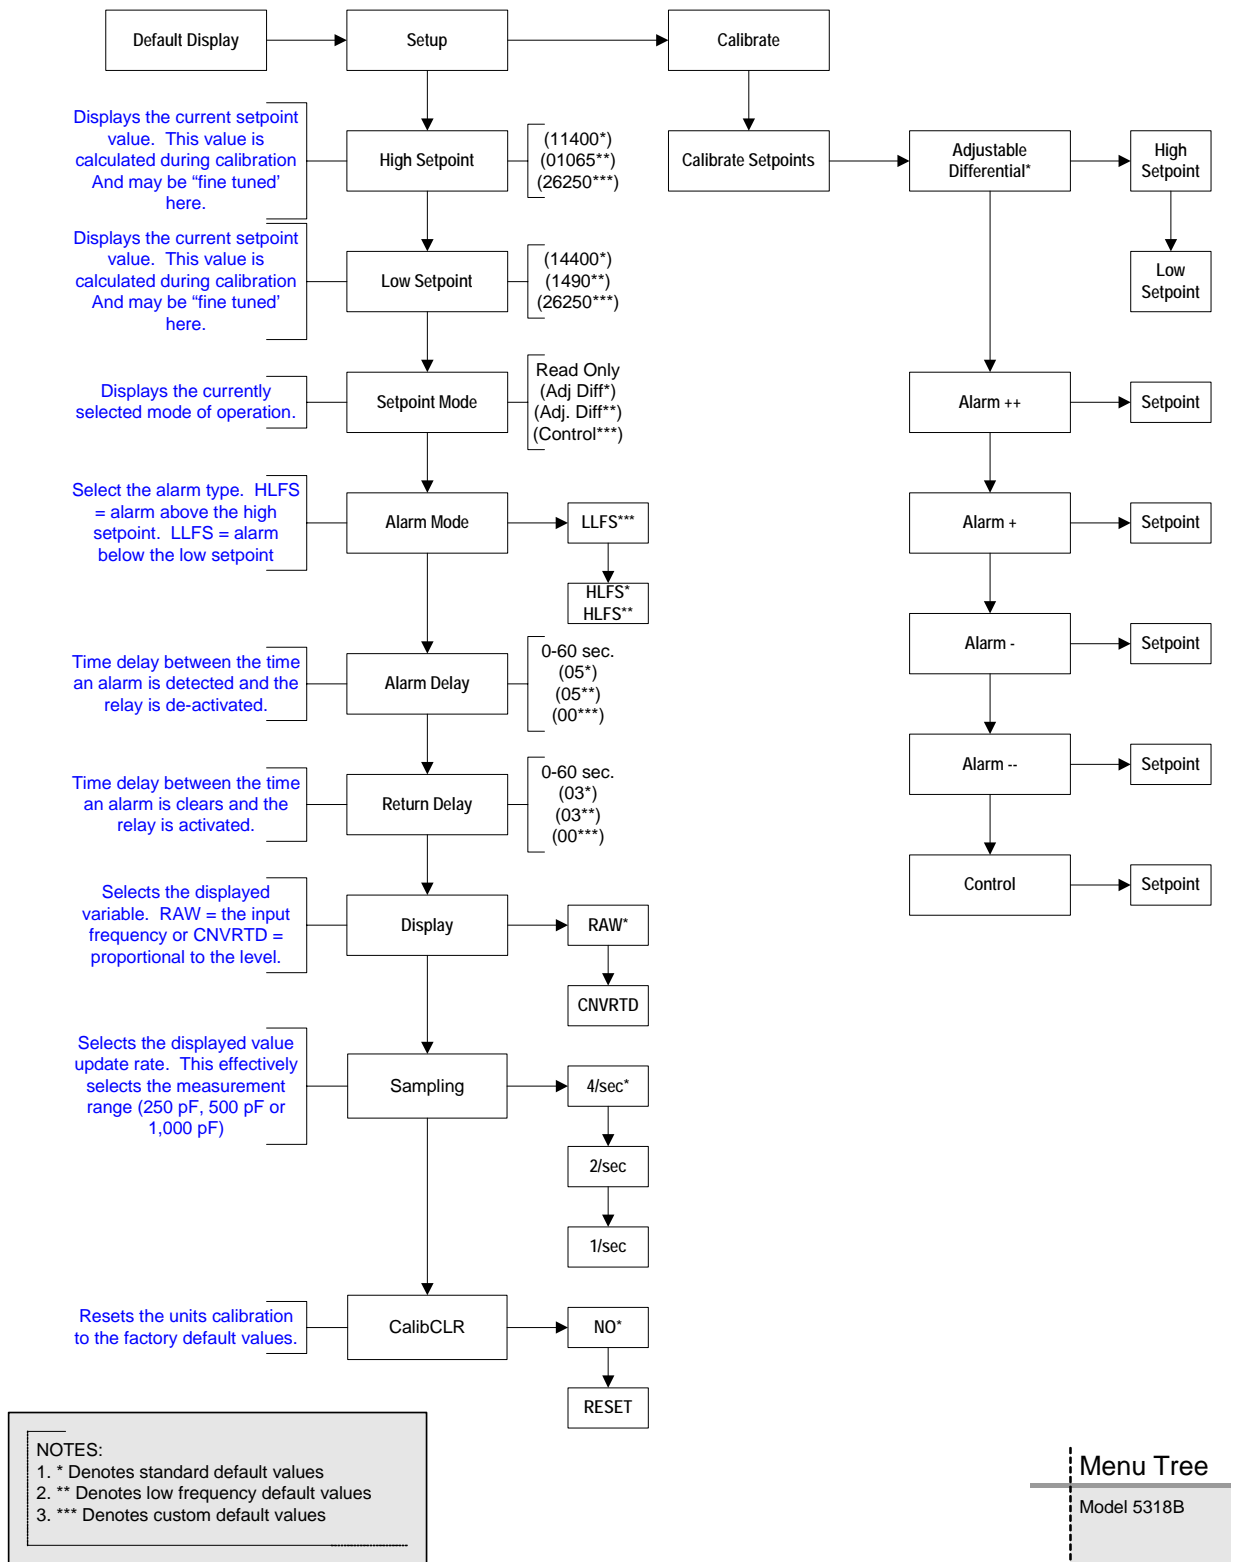 Default Display
Setup
Calibrate
Displays the current setpoint
value.  This value is
calculated during calibration
And may be “fine tuned’
here.
High Setpoint
(11400*)
(01065**)
(26250***)
Calibrate Setpoints
Adjustable
Differential*
High
Setpoint
Low
Setpoint
Displays the current setpoint
value.  This value is
calculated during calibration
And may be “fine tuned’
here.
Low Setpoint
(14400*)
(1490**)
(26250***)
Displays the currently
selected mode of operation.
Setpoint Mode
Read Only
(Adj Diff*)
(Adj. Diff**)
(Control***)
Alarm ++
Setpoint
Select the alarm type.  HLFS
= alarm above the high
setpoint.  LLFS = alarm
below the low setpoint
Alarm Mode
LLFS***
HLFS*
HLFS**
Alarm +
Setpoint
Time delay between the time
an alarm is detected and the
relay is de-activated.
Alarm Delay
0-60 sec.
(05*)
(05**)
(00***)
Alarm -
Setpoint
Time delay between the time
an alarm is clears and the
relay is activated.
Return Delay
0-60 sec.
(03*)
(03**)
(00***)
Alarm --
Setpoint
Selects the displayed
variable.  RAW = the input
frequency or CNVRTD =
proportional to the level.
Display
RAW*
CNVRTD
Control
Setpoint
Selects the displayed value
update rate.  This effectively
selects the measurement
range (250 pF, 500 pF or
1,000 pF)
Sampling
4/sec*
2/sec
1/sec
Resets the units calibration
to the factory default values.
CalibCLR
NO*
RESET
NOTES:
1. * Denotes standard default values
2. ** Denotes low frequency default values
3. *** Denotes custom default values
Menu Tree
Model 5318B